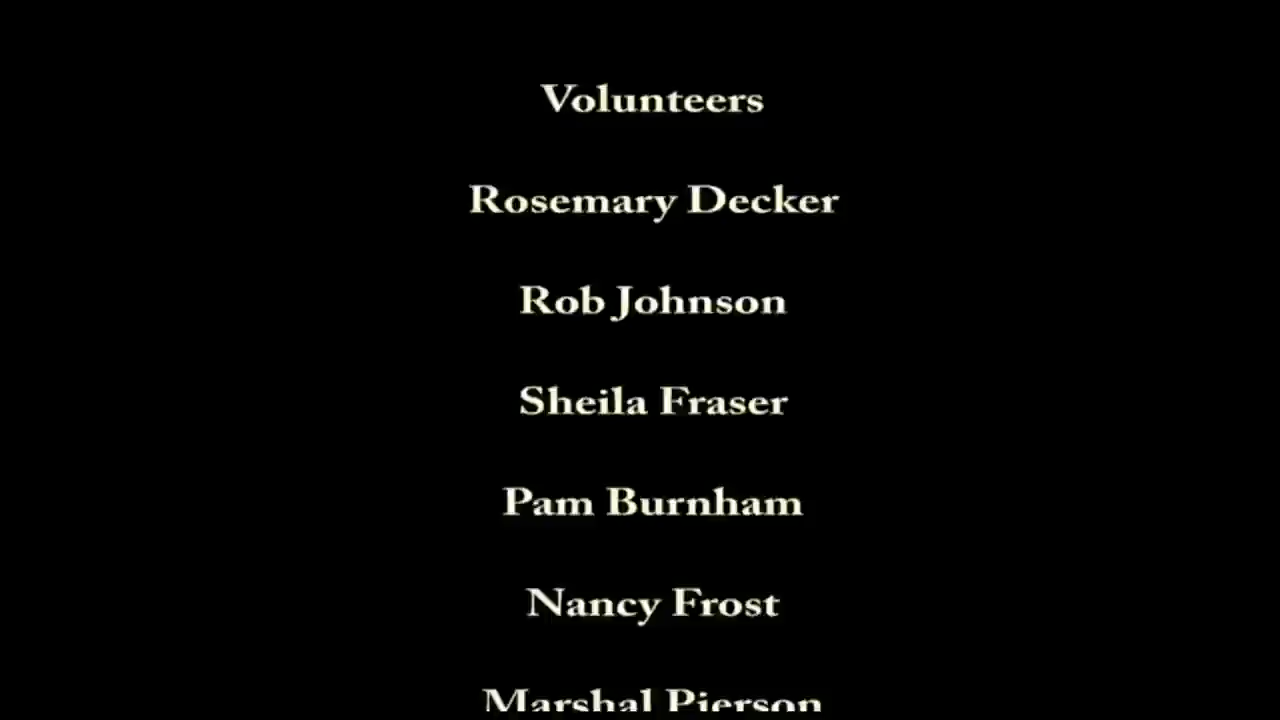 Volunteers
Rosemary Decker
Rob Johnson
Sheila Fraser
Pam Burnham
Nancy Frost
Marshal Pierson